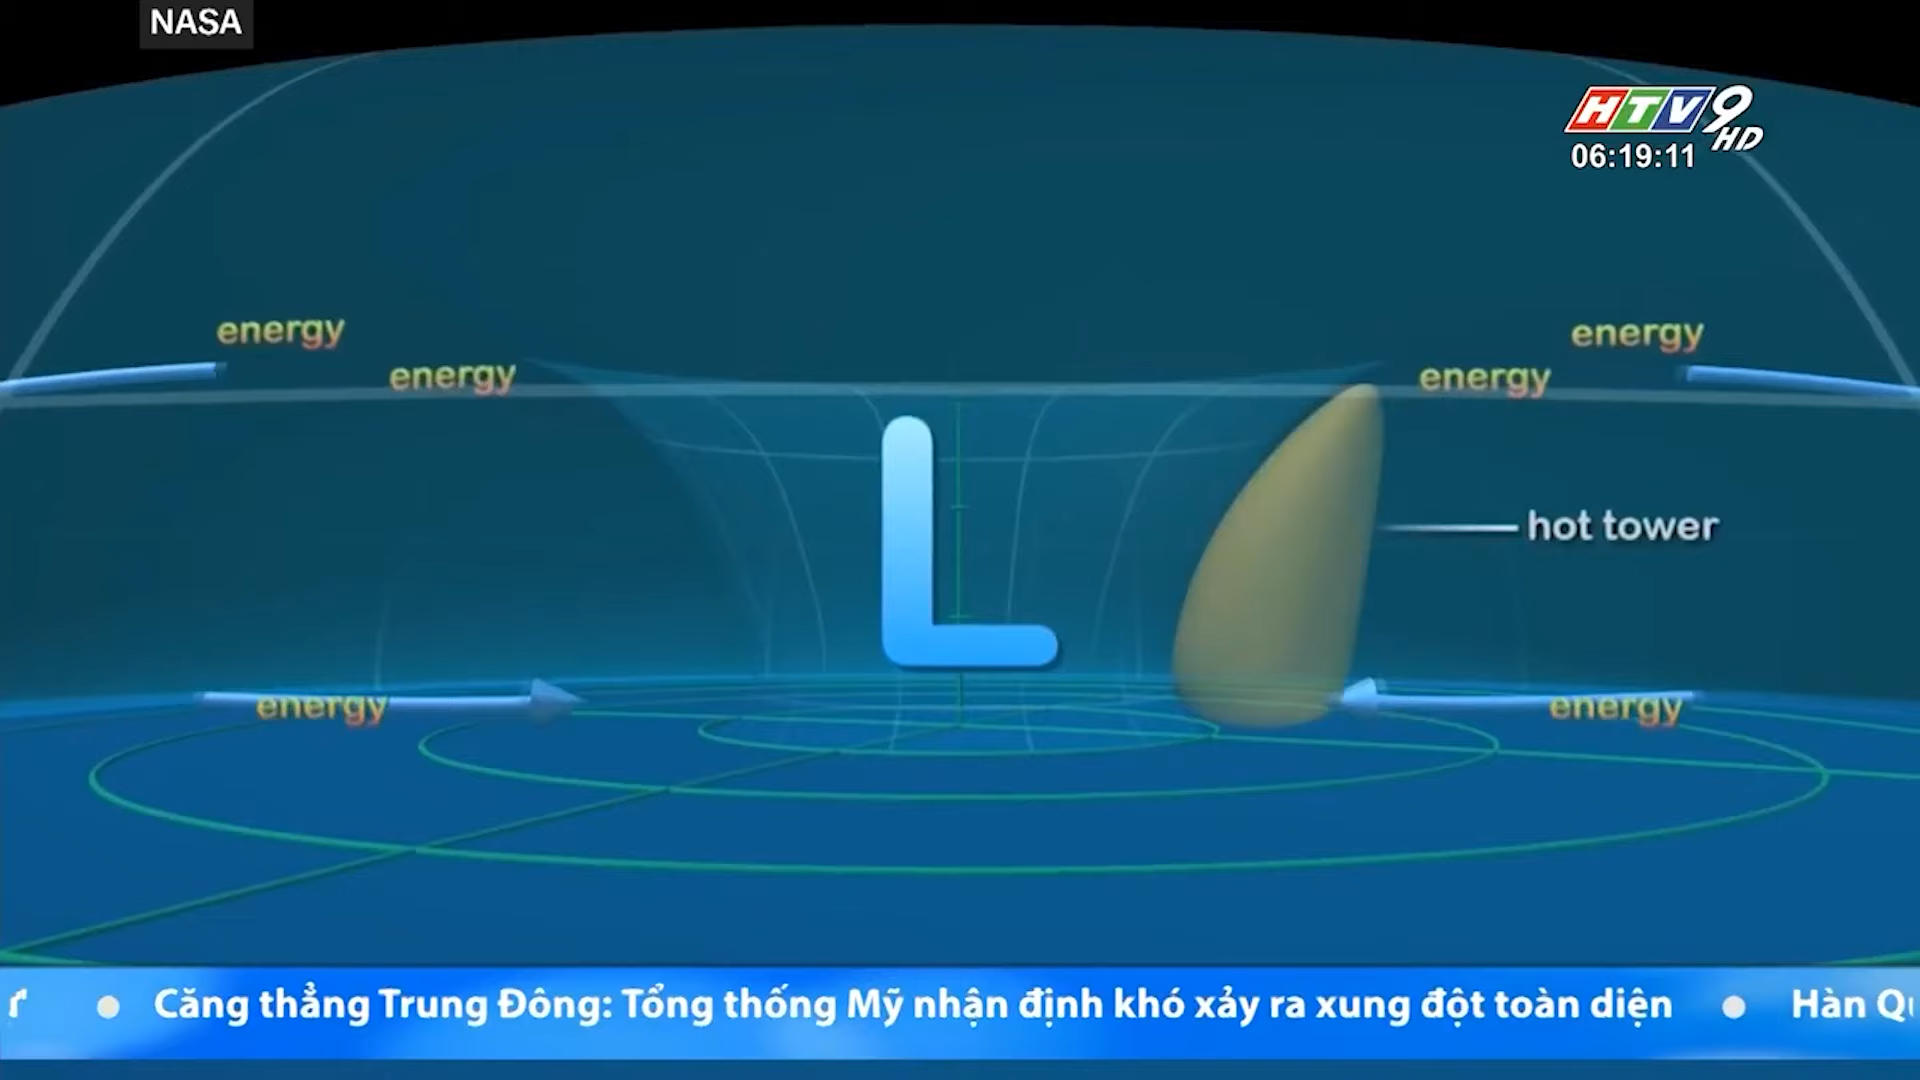 NASA
HTV9 HD
06:19:11
energy
energy
energy
energy
L
hot tower
energy
energy
Căng thẳng Trung Đông: Tổng thống Mỹ nhận định khó xảy ra xung đột toàn diện
Hàn